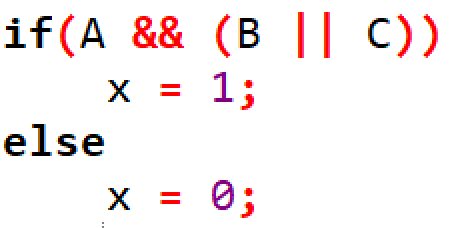 if(A && (B || C))
    x = 1;
else
    x = 0;